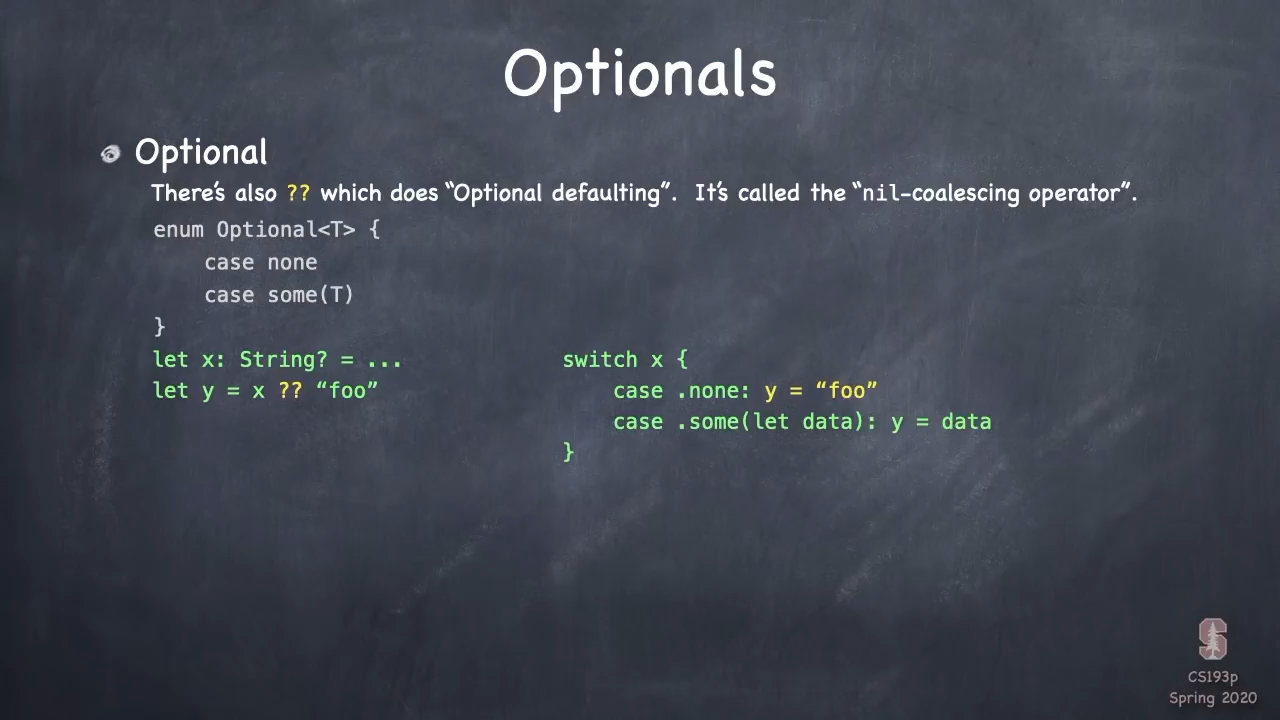 Optionals
Optional
There's also ?? which does “Optional defaulting”. It's called the “nil-coalescing operator”.
enum Optional<T> {
    case none
    case some(T)
}
let x: String? = ...
let y = x ?? “foo”
switch x {
    case .none: y = “foo”
    case .some(let data): y = data
}
S
CS193p
Spring 2020